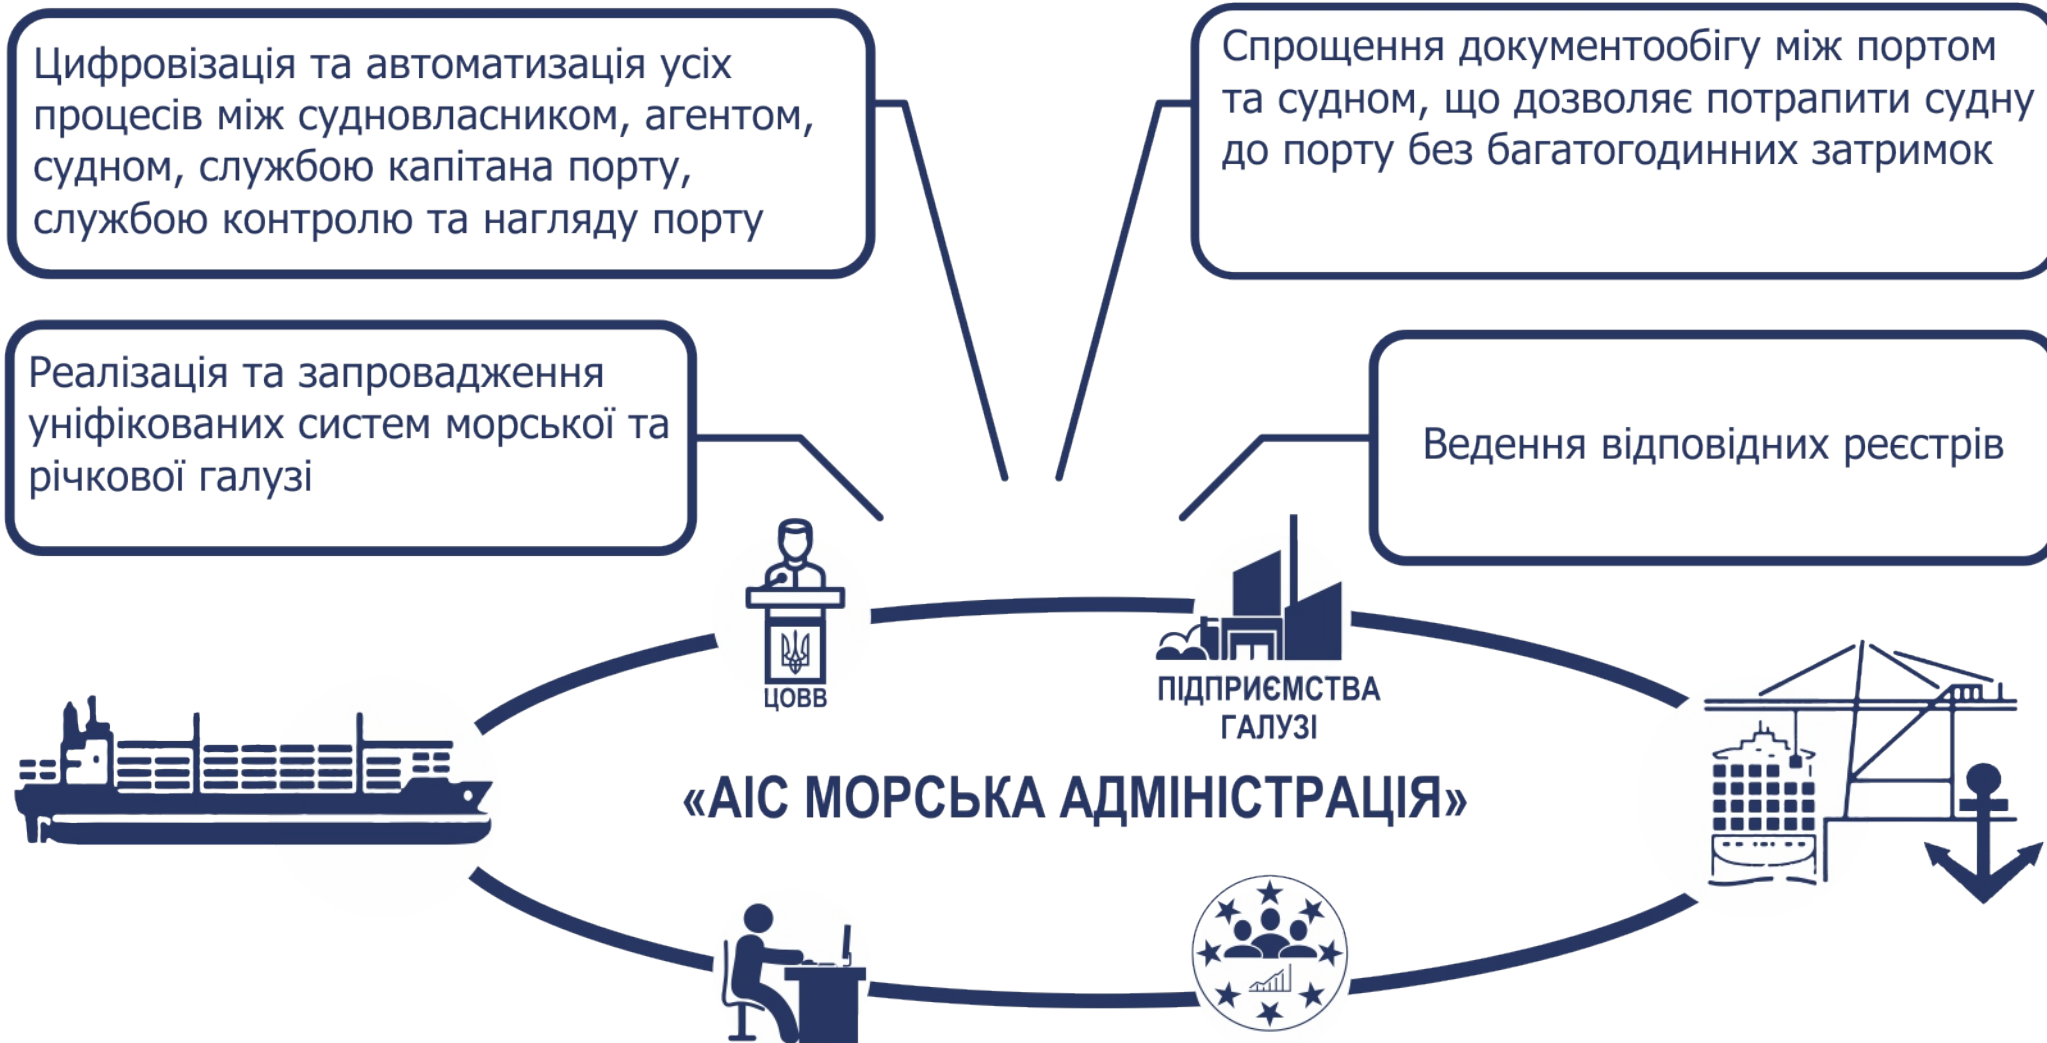 Цифровізація та автоматизація усіх
процесів між судновласником, агентом,
судном, службою капітана порту,
службою контролю та нагляду порту
Спрощення документообігу між портом
та судном, що дозволяє потрапити судну
до порту без багатогодинних затримок
Реалізація та запровадження
уніфікованих систем морської та
річкової галузі
Ведення відповідних реєстрів
ЦОВВ
ПІДПРИЄМСТВА
ГАЛУЗІ
«АІС МОРСЬКА АДМІНІСТРАЦІЯ»